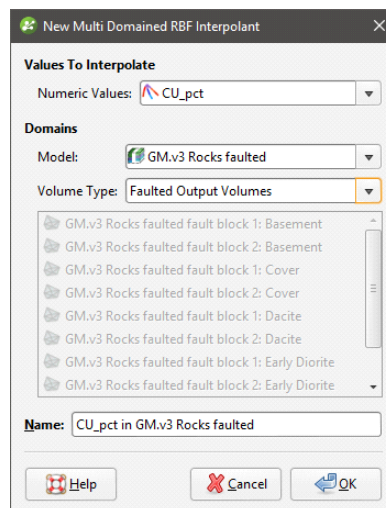 New Multi Domained RBF Interpolant
Values To Interpolate
Numeric Values: CU_pct
Domains
Model: GM.v3 Rocks faulted
Volume Type: Faulted Output Volumes
GM.v3 Rocks faulted fault block 1: Basement
GM.v3 Rocks faulted fault block 2: Basement
GM.v3 Rocks faulted fault block 1: Cover
GM.v3 Rocks faulted fault block 2: Cover
GM.v3 Rocks faulted fault block 1: Dacite
GM.v3 Rocks faulted fault block 2: Dacite
GM.v3 Rocks faulted fault block 1: Early Diorite
GM.v3 Rocks faulted fault block 2: Early Diorite
Name: CU_pct in GM.v3 Rocks faulted
Help Cancel OK